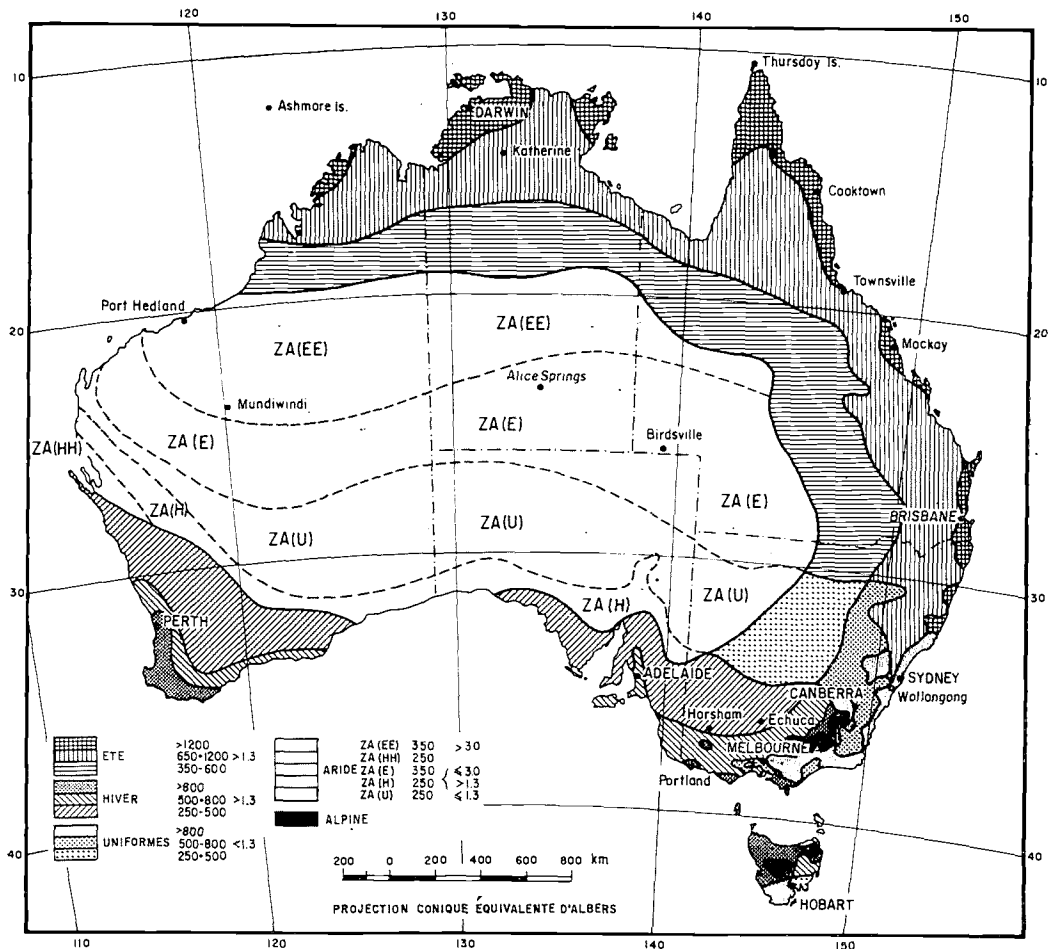 120
130
140
150
10
10
Thursday Is.
Ashmore Is.
DARWIN
Katherine
Cooktown
Townsville
Port Hedland
20
20
ZA(EE)
ZA(EE)
Mackay
Alice Springs
Mundiwindi
ZA(E)
Birdsville
ZA(HH)
ZA(E)
ZA(E)
ZA(H)
BRISBANE
ZA(U)
ZA(U)
30
30
ZA(H)
ZA(U)
PERTH
ADELAIDE
SYDNEY
CANBERRA
Wollongong
Horsham
Echuca
MELBOURNE
Portland
ETE
>1200
650-1200 >1.3
350-600
HIVER
>800
500-800 >1.3
250-500
UNIFORMES
>800
500-800 <1.3
250-500
ARIDE
ZA(EE) 350 >30
ZA(HH) 250
ZA(E) 350 ≤3.0
ZA(H) 250 >1.3
ZA(U) 250 ≤1.3
ALPINE
200 0 200 400 600 800 km
40
40
PROJECTION CONIQUE ÉQUIVALENTE D'ALBERS
HOBART
110
120
130
140
150